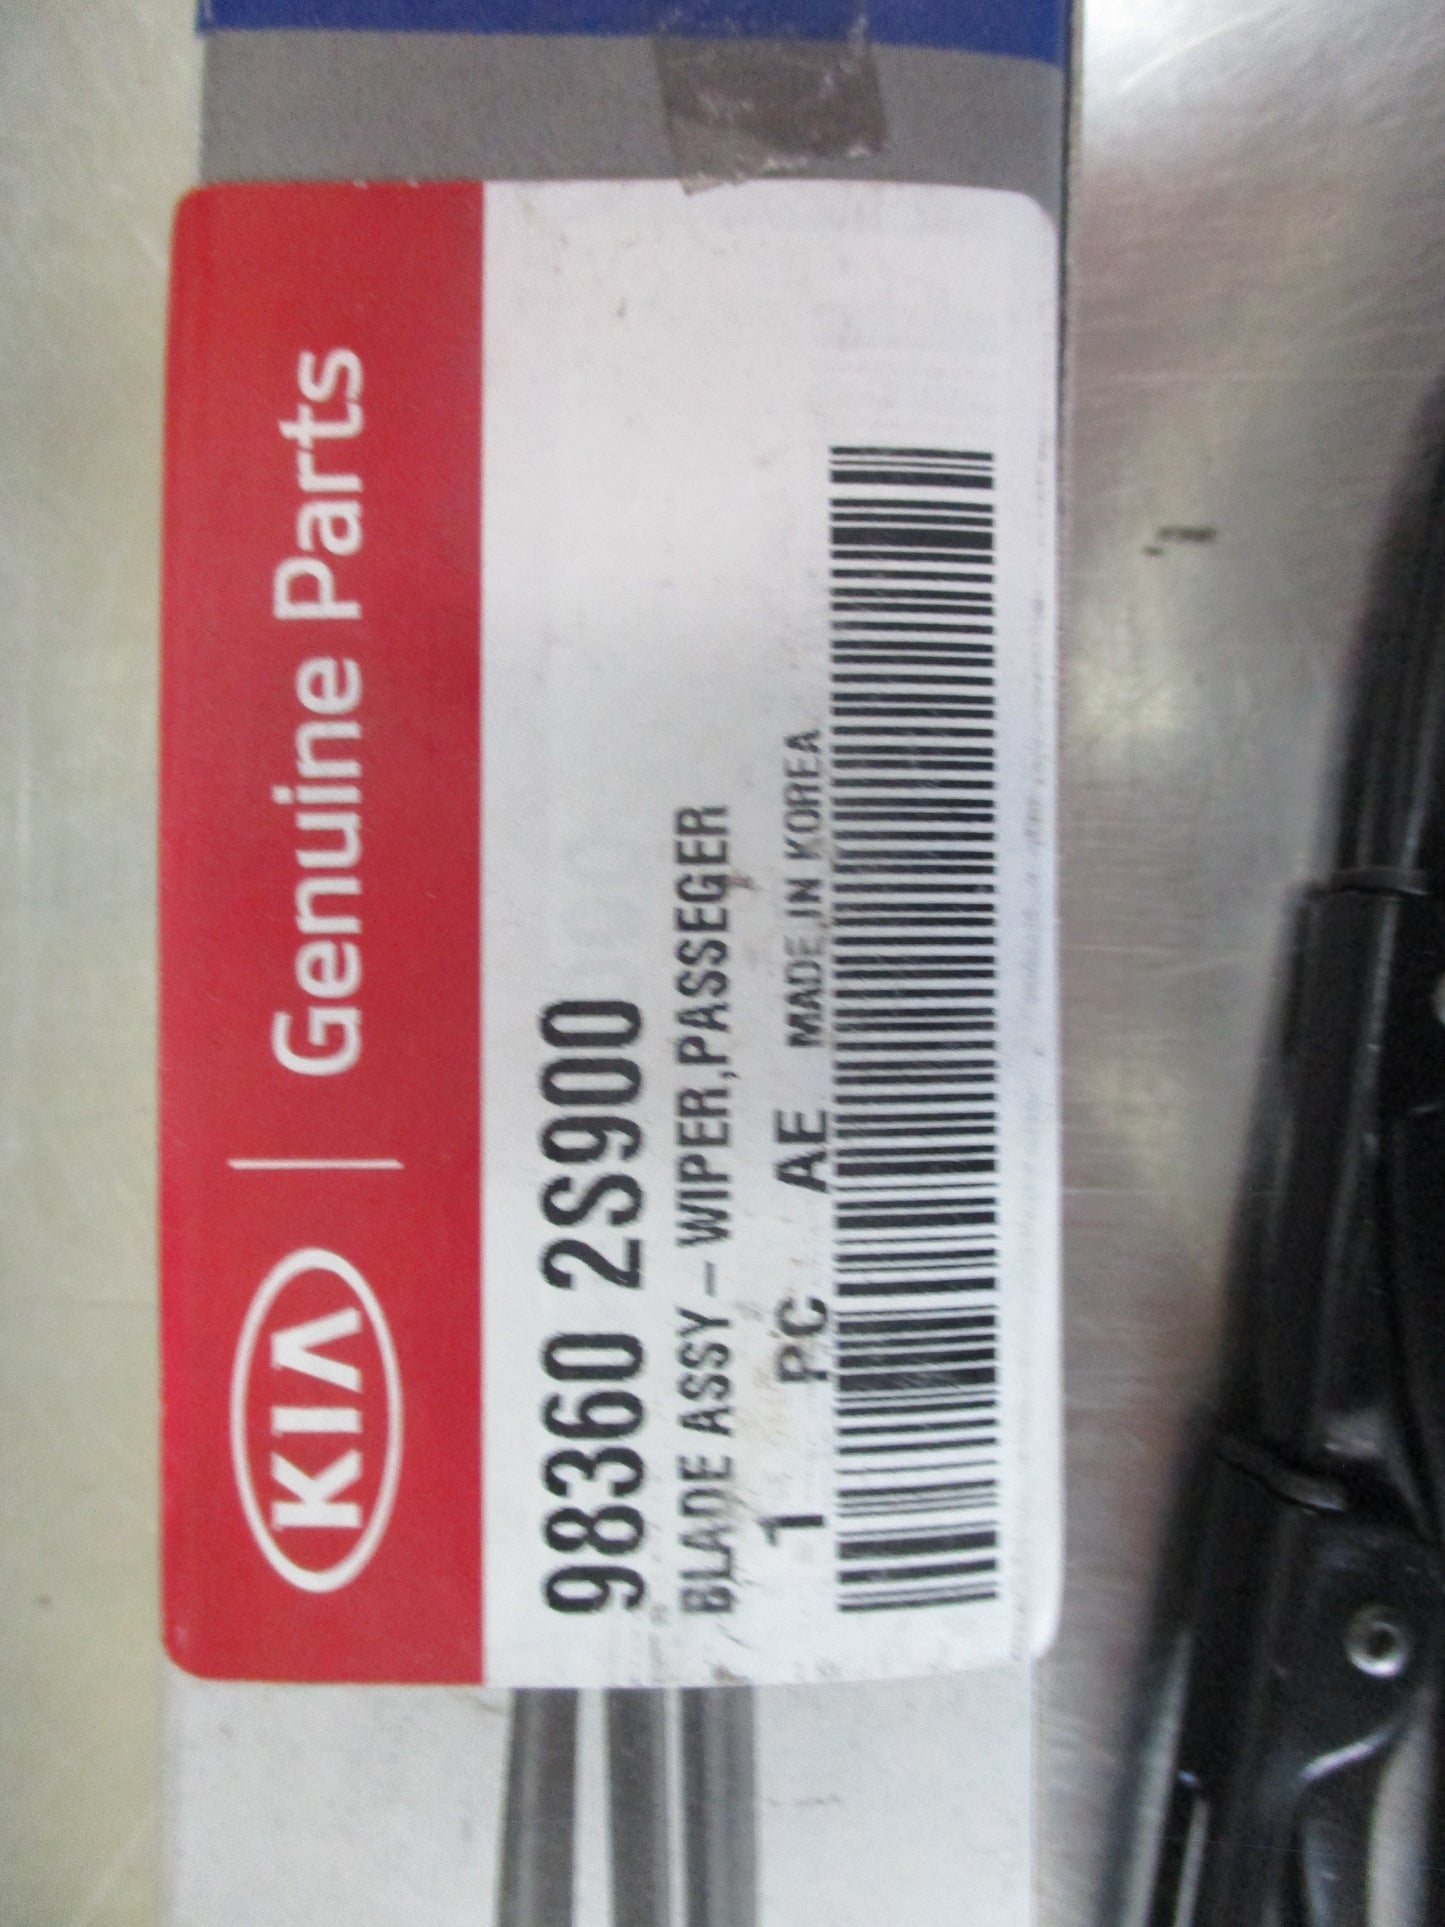 KIA | Genuine Parts
98360 2S900
BLADE ASSY-WIPER,PASSEGER
1 PC AE MADE IN KOREA